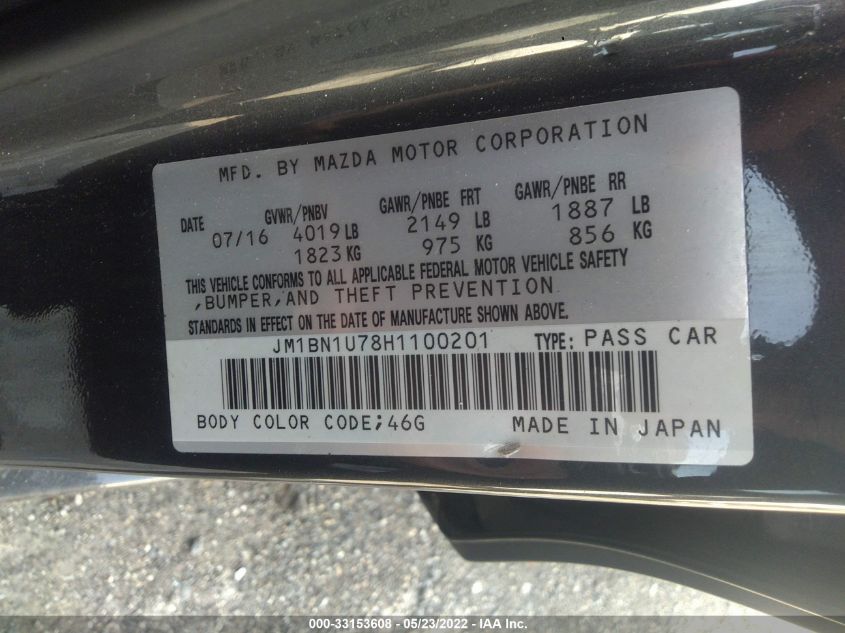 MFD. BY MAZDA MOTOR CORPORATION
DATE GVWR/PNBV GAWR/PNBE FRT GAWR/PNBE RR
07/16 4019 LB 2149 LB 1887 LB
1823 KG 975 KG 856 KG
THIS VEHICLE CONFORMS TO ALL APPLICABLE FEDERAL MOTOR VEHICLE SAFETY
,BUMPER,AND THEFT PREVENTION
STANDARDS IN EFFECT ON THE DATE OF MANUFACTURE SHOWN ABOVE.
JM1BN1U78H1100201 TYPE: PASS CAR
BODY COLOR CODE;46G MADE IN JAPAN
000-33153608 - 05/23/2022 - IAA Inc.